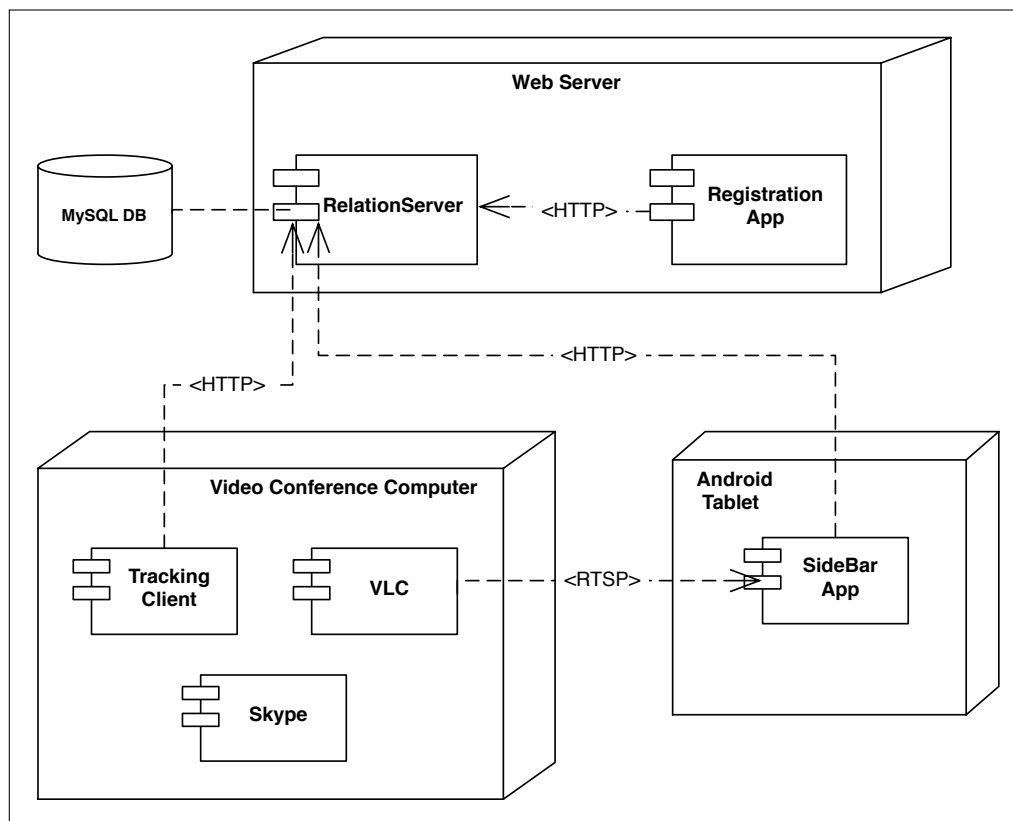 Web Server
MySQL DB
RelationServer
<HTTP>
Registration
App
<HTTP>
<HTTP>
Video Conference Computer
Android
Tablet
Tracking
Client
VLC
<RTSP>
SideBar
App
Skype